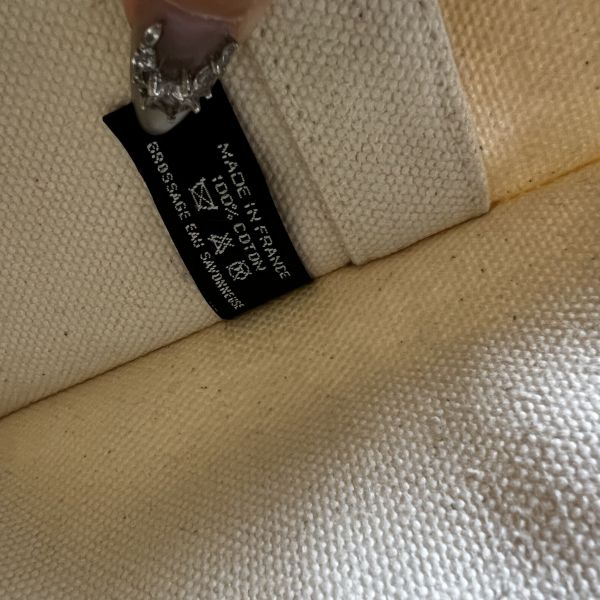 MADE IN FRANCE
100% COTON
BROSSAGE EAU SAVONNEUSE